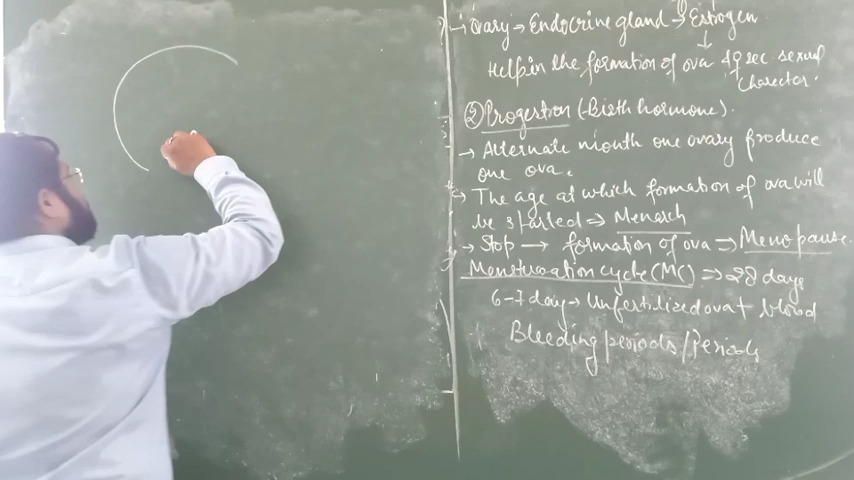 → Ovary → Endocrine gland → Estrogen
↓
Help in the formation of ova & sec. sexual
Character.
② Progestron (-Birth hormone).
→ Alternate month one ovary produce
one ova.
→ The age at which formation of ova will
be started ⇒ Menarch
→ Stop → formation of ova ⇒ Menopause.
Menstruation cycle (MC) ⇒ 28 days
6-7 day → Unfertilized ova + blood
Bleeding periods/Periods